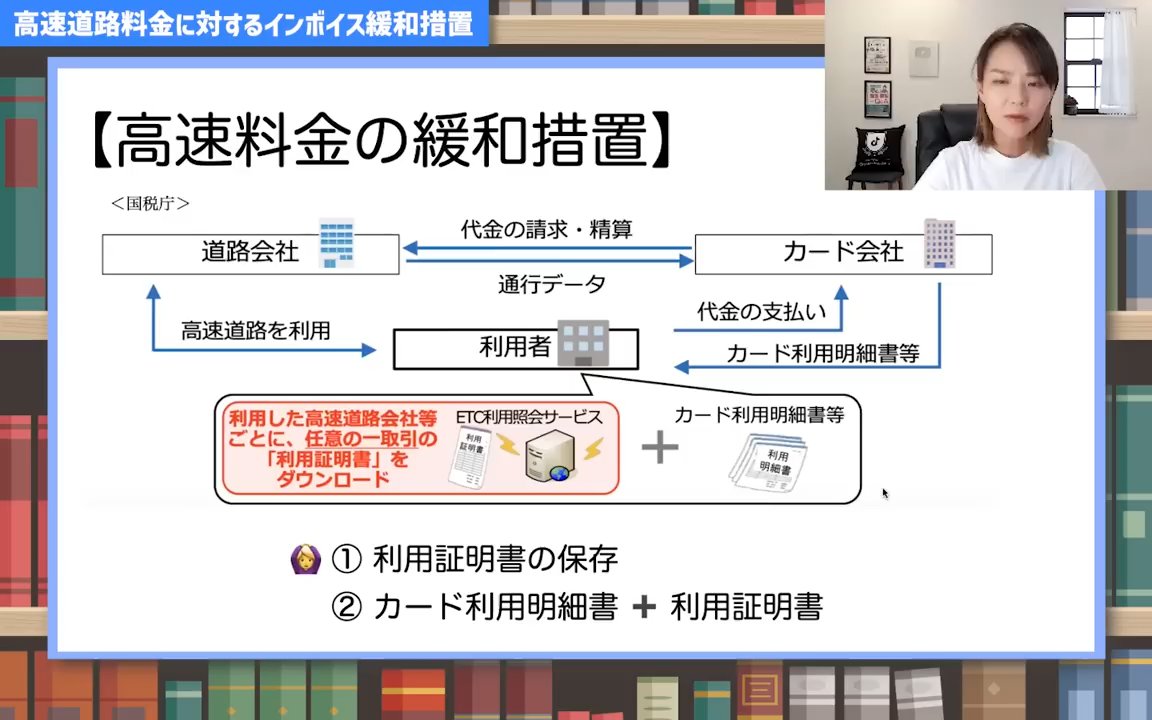 高速道路料金に対するインボイス緩和措置
【高速料金の緩和措置】
＜国税庁＞
道路会社
代金の請求・精算
通行データ
カード会社
高速道路を利用
利用者
代金の支払い
カード利用明細書等
利用した高速道路会社等
ごとに、任意の一取引の
「利用証明書」を
ダウンロード
ETC利用照会サービス
利用
証明書
＋
カード利用明細書等
利用
明細書
① 利用証明書の保存
② カード利用明細書 ＋ 利用証明書